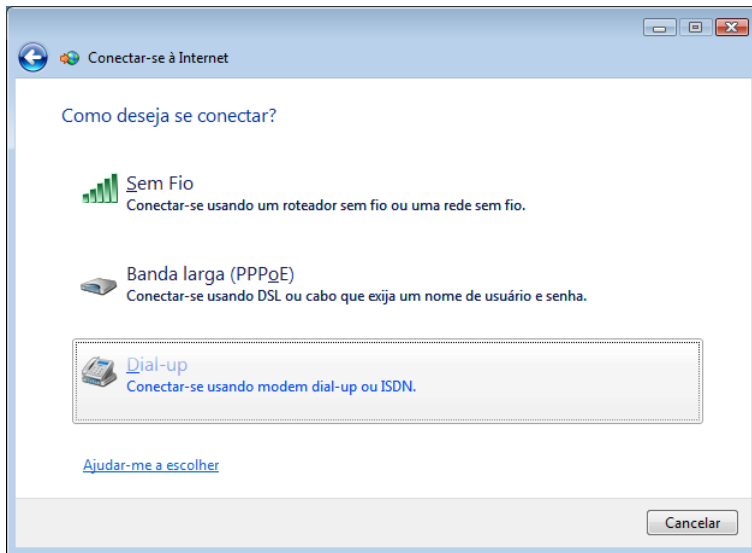 Conectar-se à Internet
Como deseja se conectar?
Sem Fio
Conectar-se usando um roteador sem fio ou uma rede sem fio.
Banda larga (PPPoE)
Conectar-se usando DSL ou cabo que exija um nome de usuário e senha.
Dial-up
Conectar-se usando modem dial-up ou ISDN.
Ajudar-me a escolher
Cancelar